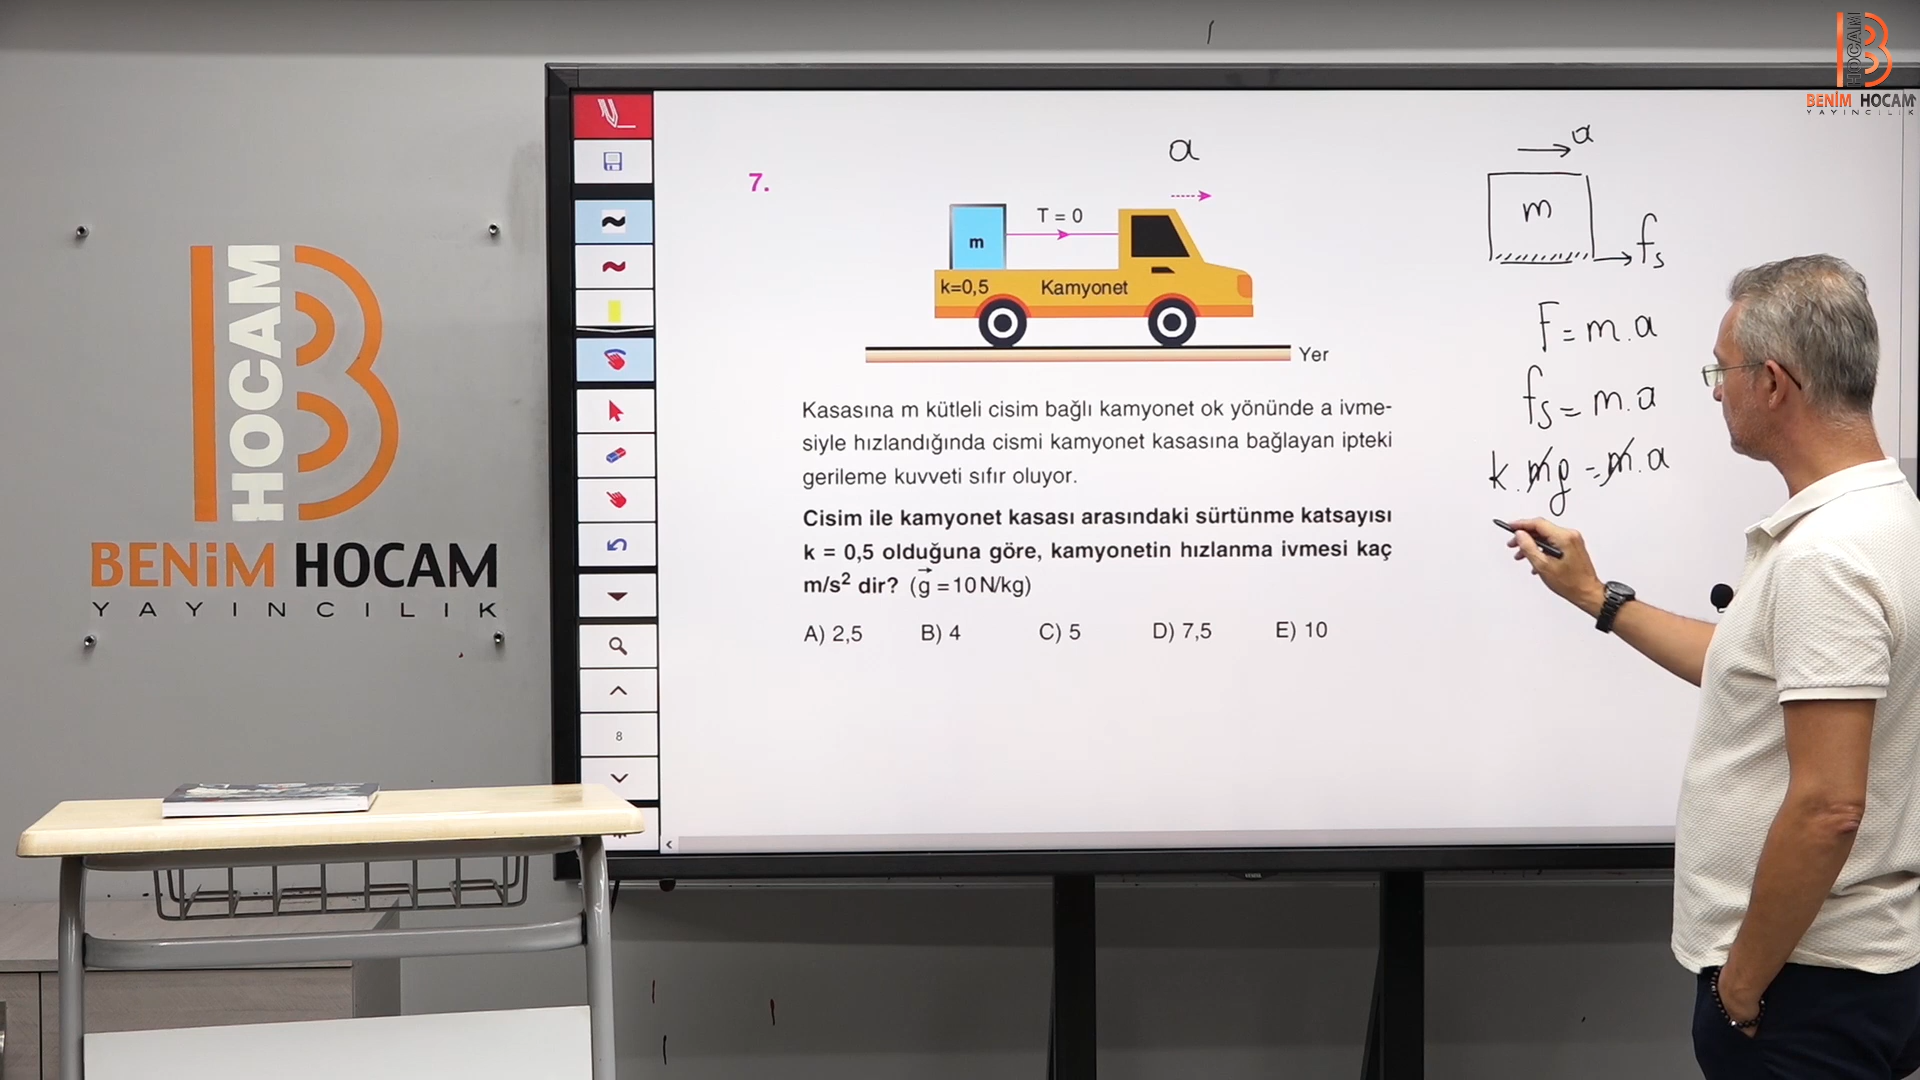 HOCAM
BENİM HOCAM
YAYINCILIK
HOCAM
BENİM HOCAM
YAYINCILIK
7.
a
T = 0
m
k=0,5
Kamyonet
Yer
Kasasına m kütleli cisim bağlı kamyonet ok yönünde a ivme-
siyle hızlandığında cismi kamyonet kasasına bağlayan ipteki
gerileme kuvveti sıfır oluyor.
Cisim ile kamyonet kasası arasındaki sürtünme katsayısı
k = 0,5 olduğuna göre, kamyonetin hızlanma ivmesi kaç
m/s² dir? (g⃗ = 10 N/kg)
A) 2,5 B) 4 C) 5 D) 7,5 E) 10
a
m
fs
F = m.a
fs = m.a
k.mg = m.a
8